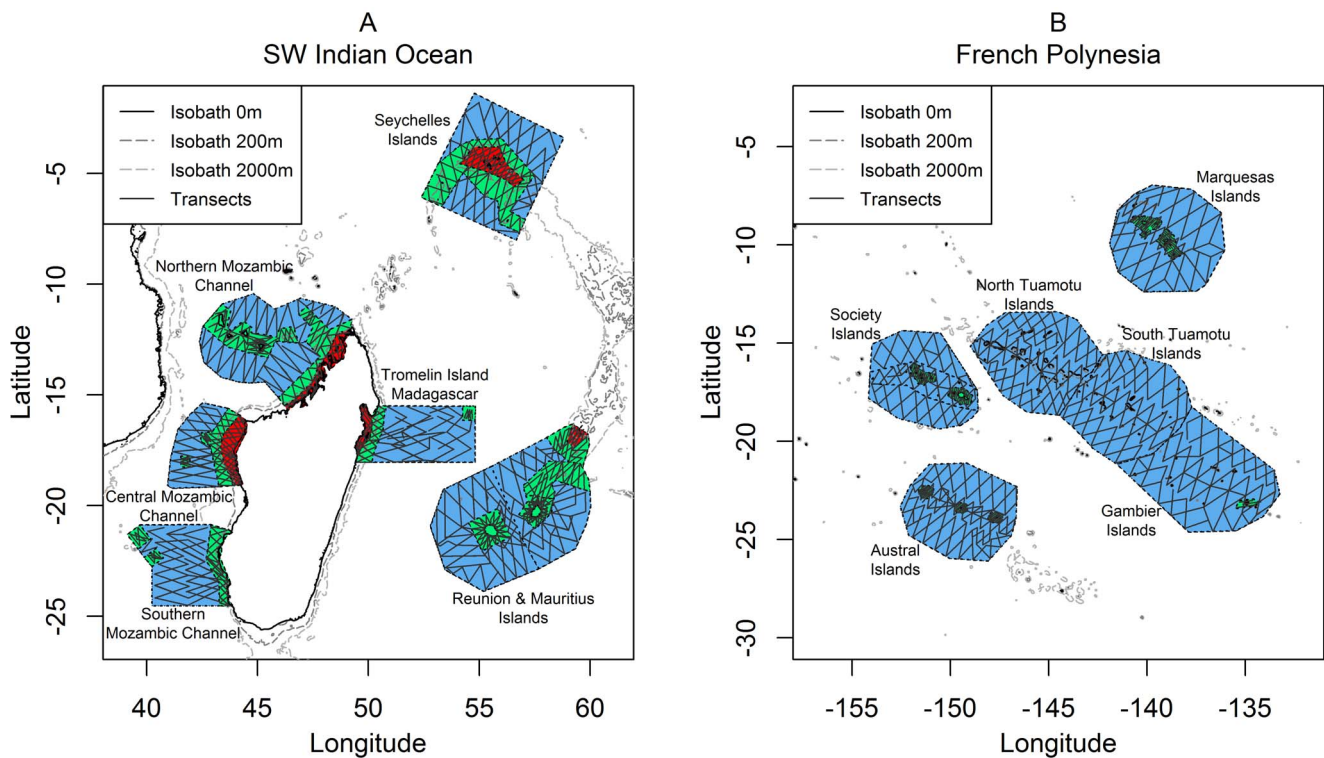 A
SW Indian Ocean
Isobath 0m
Isobath 200m
Isobath 2000m
Transects
Seychelles
Islands
Northern Mozambic
Channel
Tromelin Island
Madagascar
Central Mozambic
Channel
Southern
Mozambic Channel
Reunion & Mauritius
Islands
-5
-10
-15
-20
-25
Latitude
40
45
50
55
60
Longitude
B
French Polynesia
Isobath 0m
Isobath 200m
Isobath 2000m
Transects
Marquesas
Islands
North Tuamotu
Islands
Society
Islands
South Tuamotu
Islands
Gambier
Islands
Austral
Islands
-5
-10
-15
-20
-25
-30
Latitude
-155
-150
-145
-140
-135
Longitude